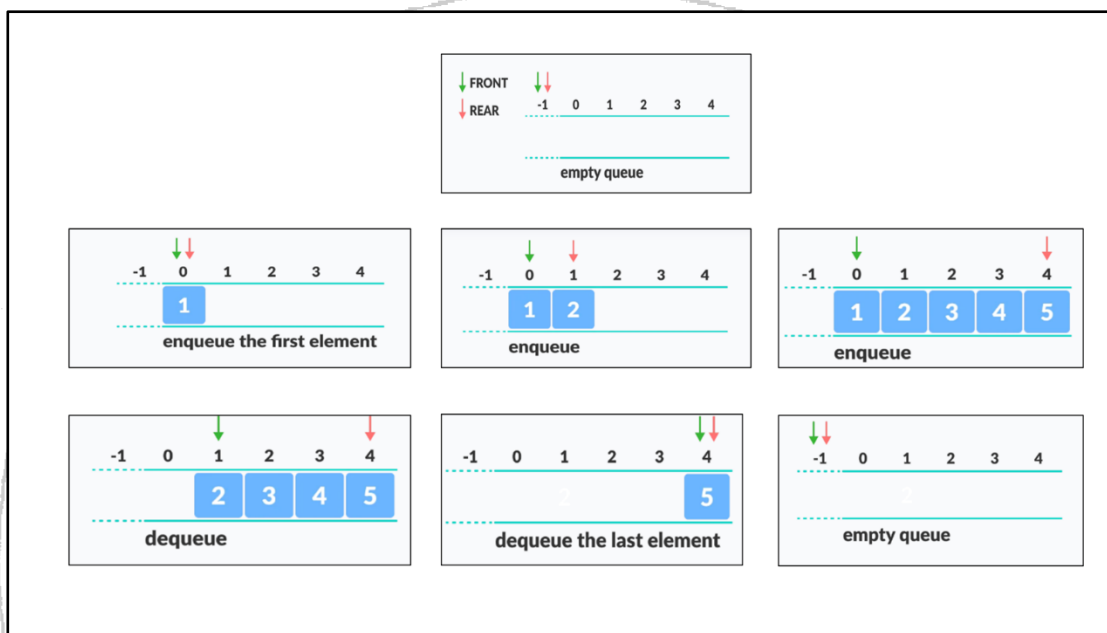 FRONT
REAR
-1 0 1 2 3 4
empty queue
-1 0 1 2 3 4
1
enqueue the first element
-1 0 1 2 3 4
1 2
enqueue
-1 0 1 2 3 4
1 2 3 4 5
enqueue
-1 0 1 2 3 4
2 3 4 5
dequeue
-1 0 1 2 3 4
2 5
dequeue the last element
-1 0 1 2 3 4
2
empty queue